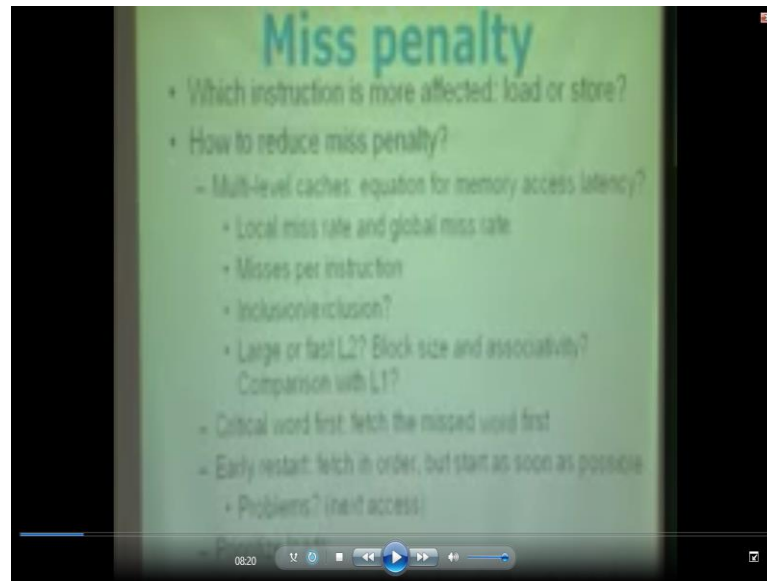 Miss penalty
• Which instruction is more affected: load or store?
• How to reduce miss penalty?
– Multi-level caches: equation for memory access latency?
• Local miss rate and global miss rate
• Misses per instruction
• Inclusion/exclusion?
• Large or fast L2? Block size and associativity?
Comparison with L1?
– Critical word first: fetch the missed word first
– Early restart: fetch in order, but start as soon as possible
• Problems? (next access)
08:20